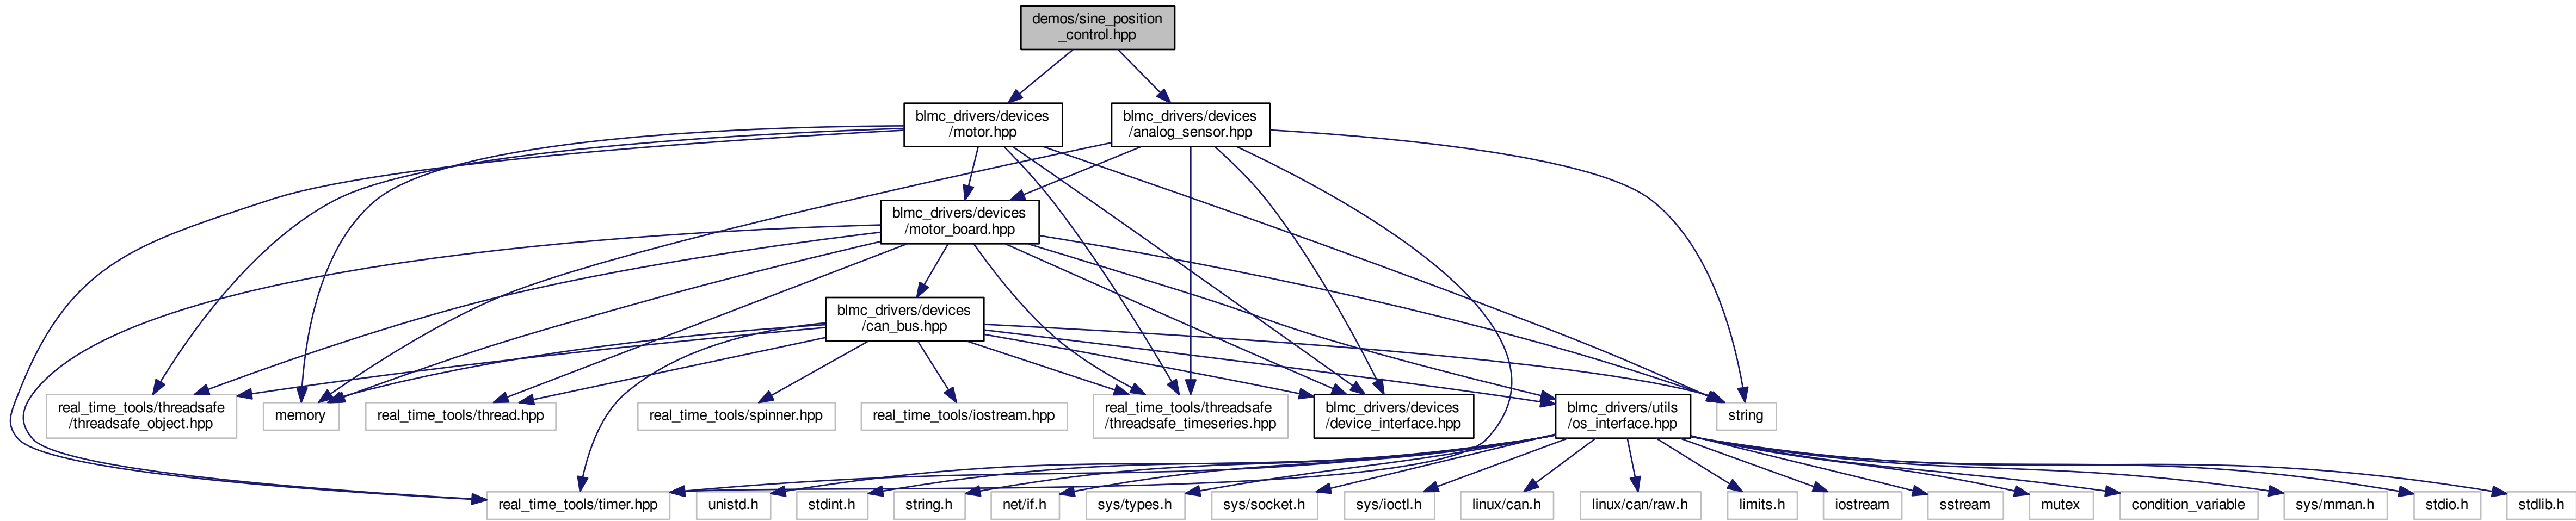 demos/sine_position
_control.hpp
blmc_drivers/devices
/motor.hpp
blmc_drivers/devices
/analog_sensor.hpp
blmc_drivers/devices
/motor_board.hpp
blmc_drivers/devices
/can_bus.hpp
real_time_tools/threadsafe
/threadsafe_object.hpp
memory
real_time_tools/thread.hpp
real_time_tools/spinner.hpp
real_time_tools/iostream.hpp
real_time_tools/threadsafe
/threadsafe_timeseries.hpp
blmc_drivers/devices
/device_interface.hpp
blmc_drivers/utils
/os_interface.hpp
string
real_time_tools/timer.hpp
unistd.h
stdint.h
string.h
net/if.h
sys/types.h
sys/socket.h
sys/ioctl.h
linux/can.h
linux/can/raw.h
limits.h
iostream
sstream
mutex
condition_variable
sys/mman.h
stdio.h
stdlib.h